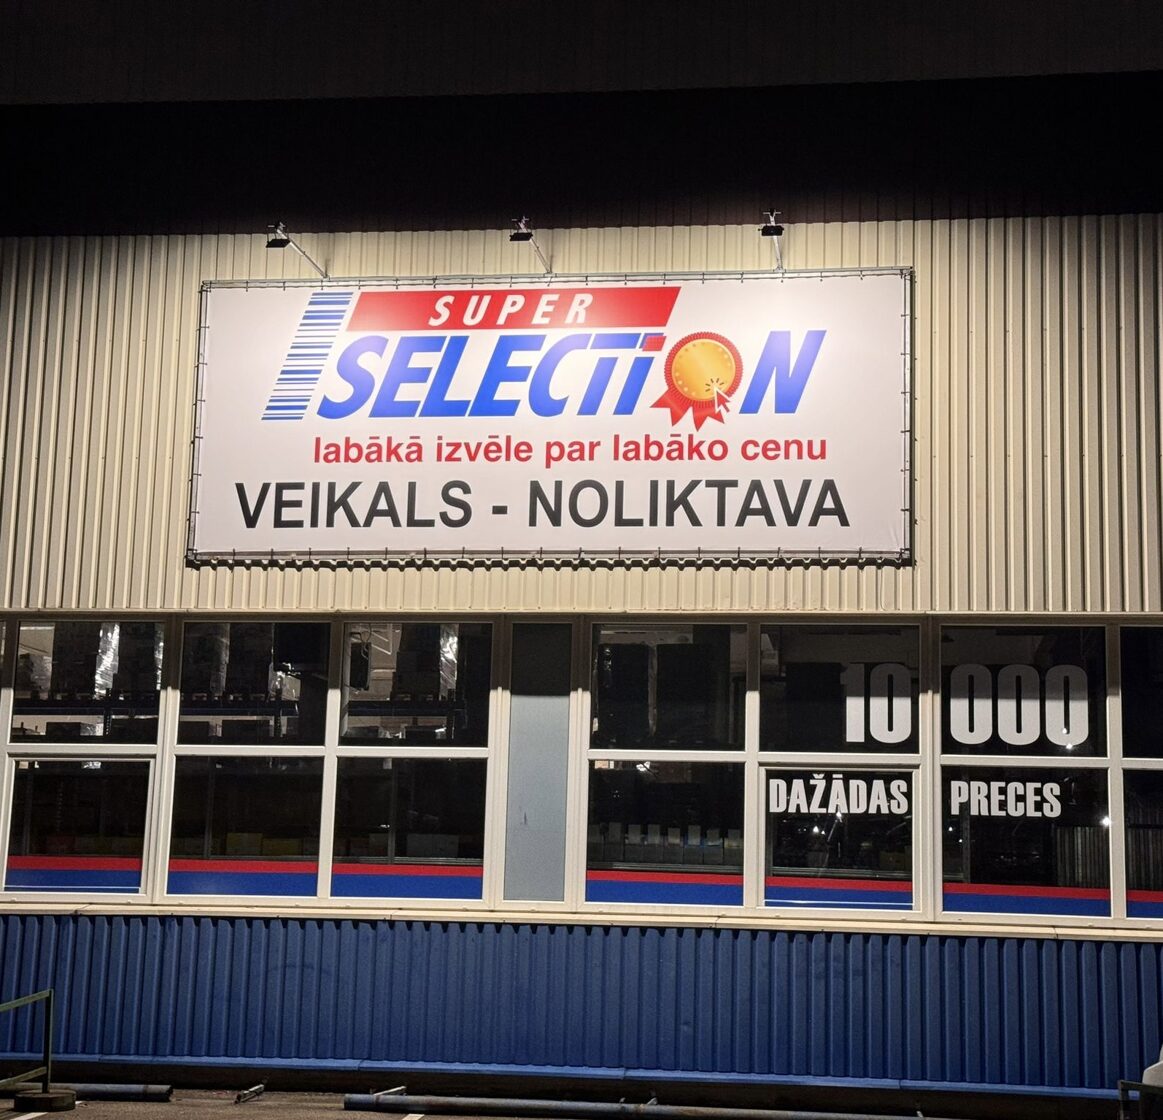 SUPER
SELECTiON
labākā izvēle par labāko cenu
VEIKALS - NOLIKTAVA
10 000
DAŽĀDAS PRECES